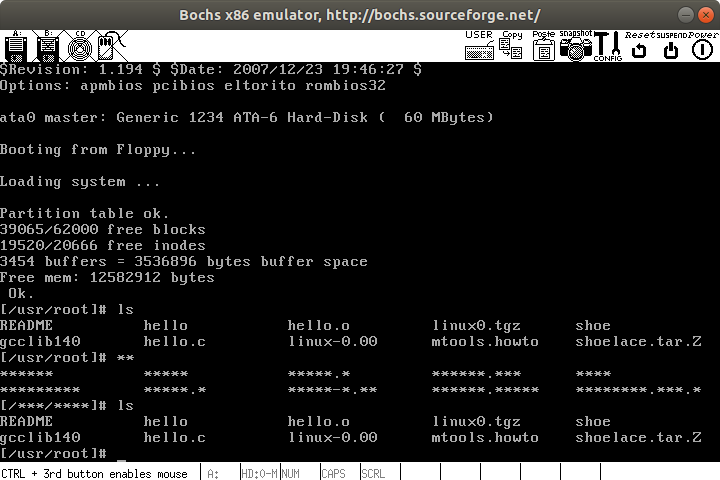 Bochs x86 emulator, http://bochs.sourceforge.net/
A: B: CD USER Copy Paste Snapshot CONFIG Reset SUSPEND Power
$Revision: 1.194 $ $Date: 2007/12/23 19:46:27 $
Options: apmbios pcibios eltorito rombios32
ata0 master: Generic 1234 ATA-6 Hard-Disk (  60 MBytes)
Booting from Floppy...
Loading system ...
Partition table ok.
39065/62000 free blocks
19520/20666 free inodes
3454 buffers = 3536896 bytes buffer space
Free mem: 12582912 bytes
 Ok.
[/usr/root]# ls
README            hello             hello.o           linux0.tgz        shoe
gcclib140         hello.c           linux-0.00        mtools.howto      shoelace.tar.Z
[/usr/root]# **
******            *****             *****.*           ******.***        ****
*********         *****.*           *****-*.**        ******.*****      ********.***.*
[/***/****]# ls
README            hello             hello.o           linux0.tgz        shoe
gcclib140         hello.c           linux-0.00        mtools.howto      shoelace.tar.Z
[/usr/root]# _
CTRL + 3rd button enables mouse A: HD:0-M NUM CAPS SCRL